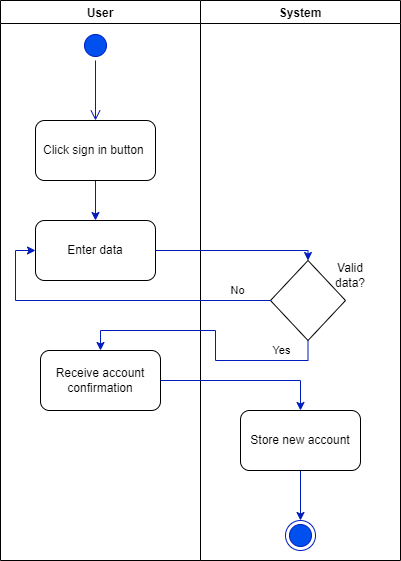 User
System
Click sign in button
Enter data
Valid
data?
No
Yes
Receive account
confirmation
Store new account